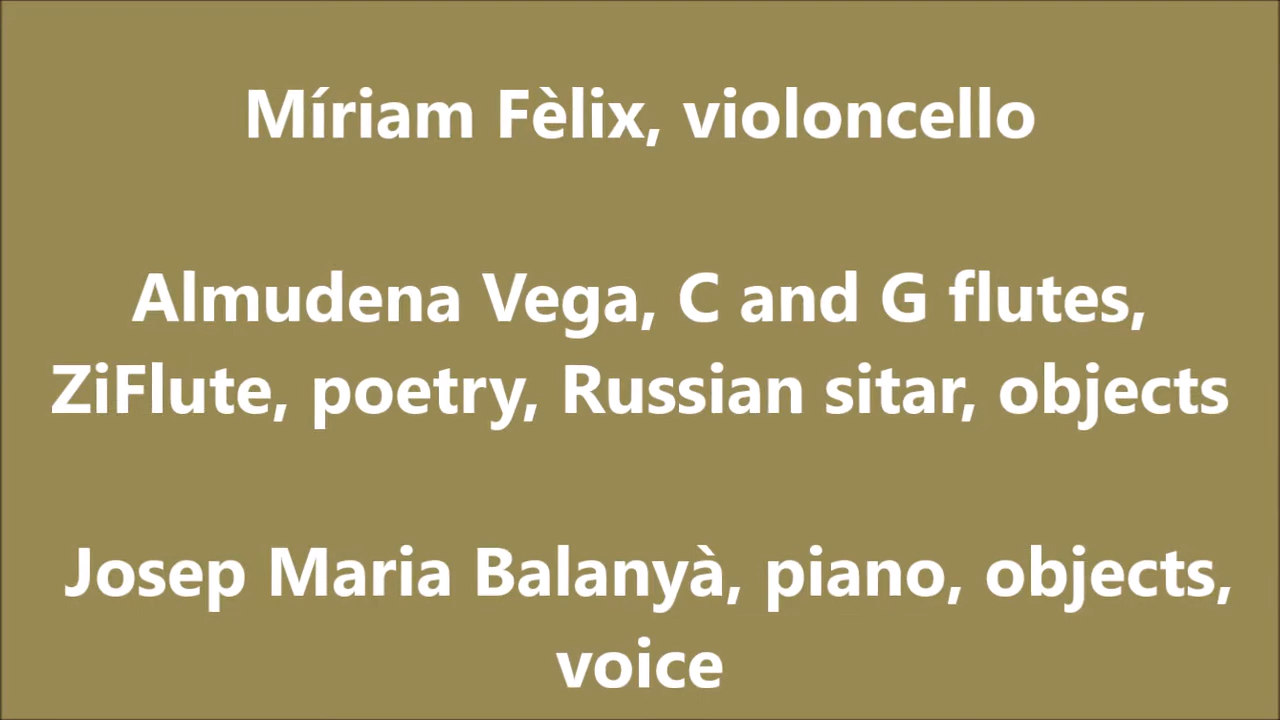 Míriam Fèlix, violoncello
Almudena Vega, C and G flutes,
ZiFlute, poetry, Russian sitar, objects
Josep Maria Balanyà, piano, objects,
voice